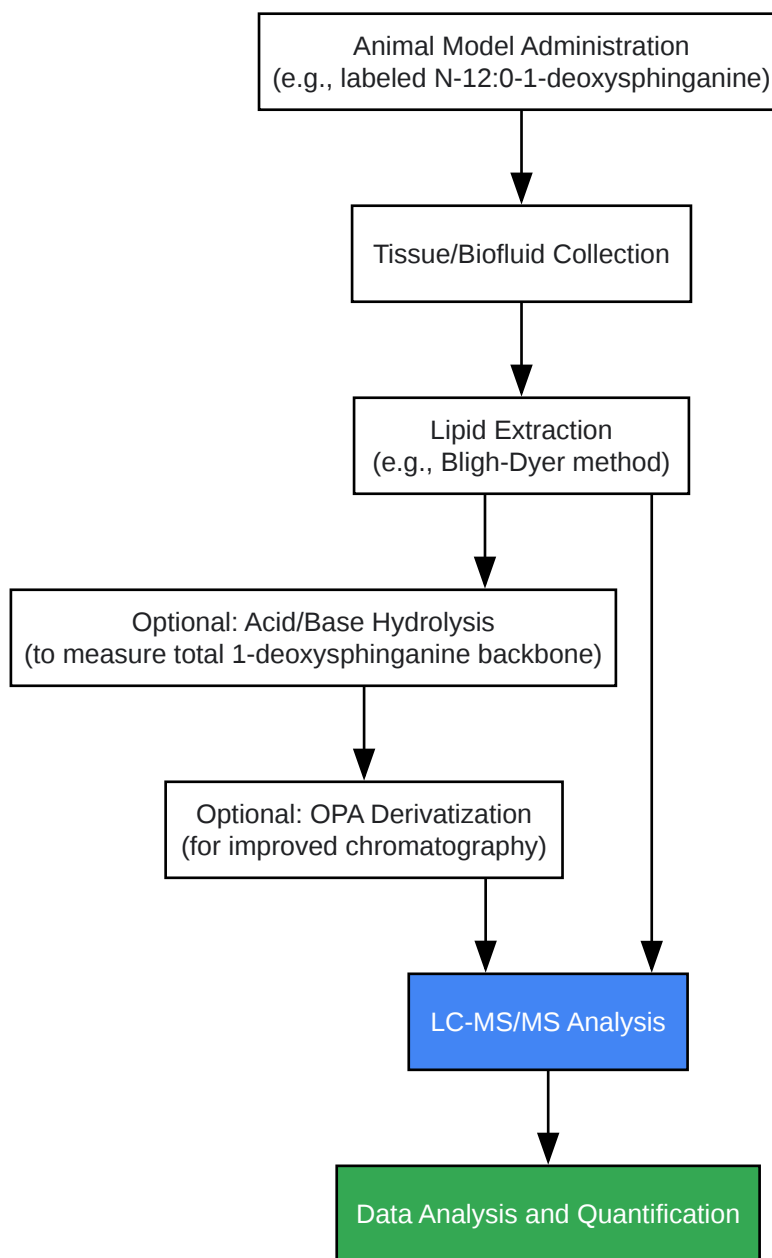 Animal Model Administration
(e.g., labeled N-12:0-1-deoxysphinganine)
Tissue/Biofluid Collection
Lipid Extraction
(e.g., Bligh-Dyer method)
Optional: Acid/Base Hydrolysis
(to measure total 1-deoxysphinganine backbone)
Optional: OPA Derivatization
(for improved chromatography)
LC-MS/MS Analysis
Data Analysis and Quantification